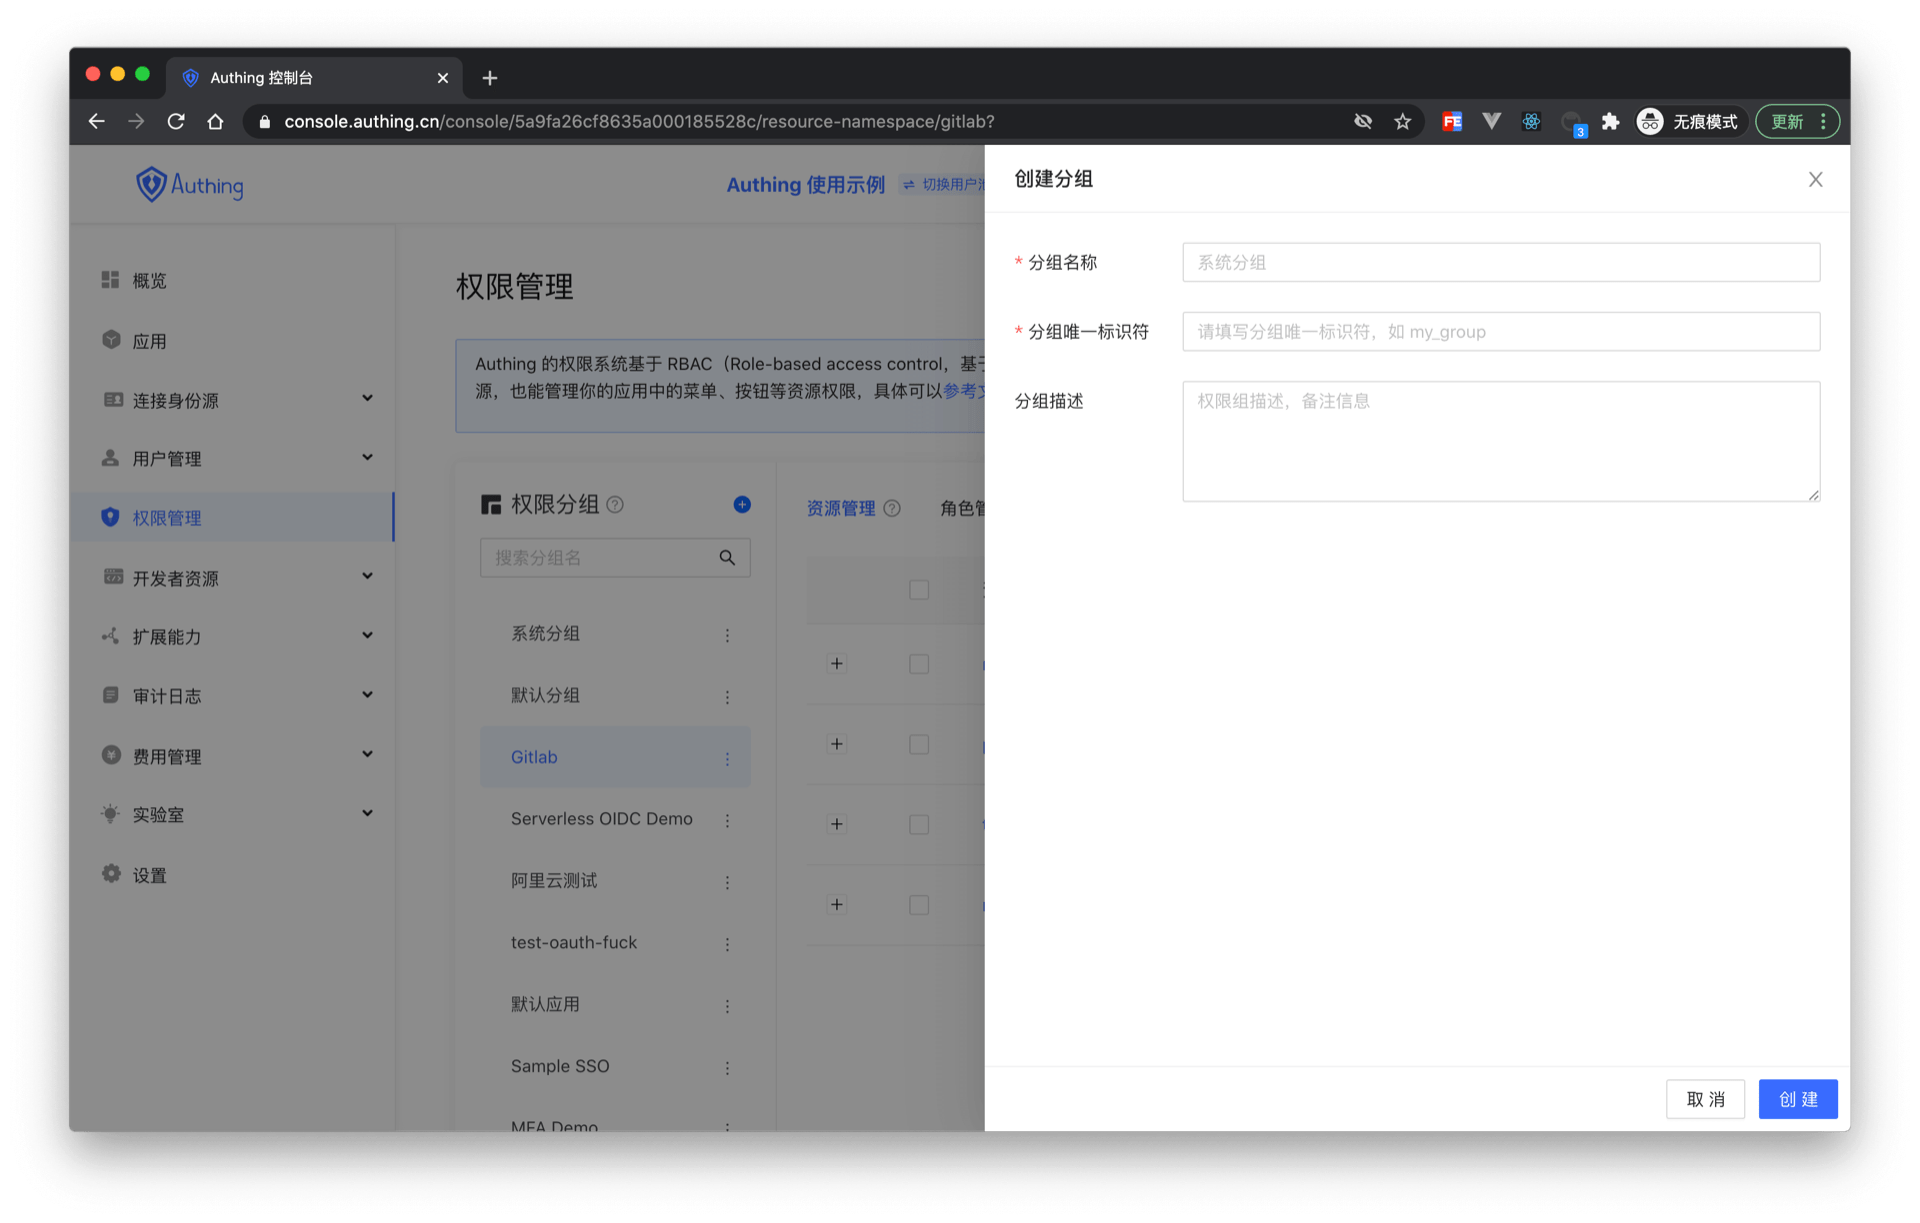 Authing 控制台
console.authing.cn/console/5a9fa26cf8635a000185528c/resource-namespace/gitlab?
FE
3
无痕模式
更新
Authing
Authing 使用示例
切换用户池
概览
应用
连接身份源
用户管理
权限管理
开发者资源
扩展能力
审计日志
费用管理
实验室
设置
权限管理
Authing 的权限系统基于 RBAC（Role-based access control，基于
源，也能管理你的应用中的菜单、按钮等资源权限，具体可以参考文
权限分组
搜索分组名
系统分组
默认分组
Gitlab
Serverless OIDC Demo
阿里云测试
test-oauth-fuck
默认应用
Sample SSO
MFA Demo
资源管理
角色管
创建分组
* 分组名称
系统分组
* 分组唯一标识符
请填写分组唯一标识符，如 my_group
分组描述
权限组描述，备注信息
取 消
创 建